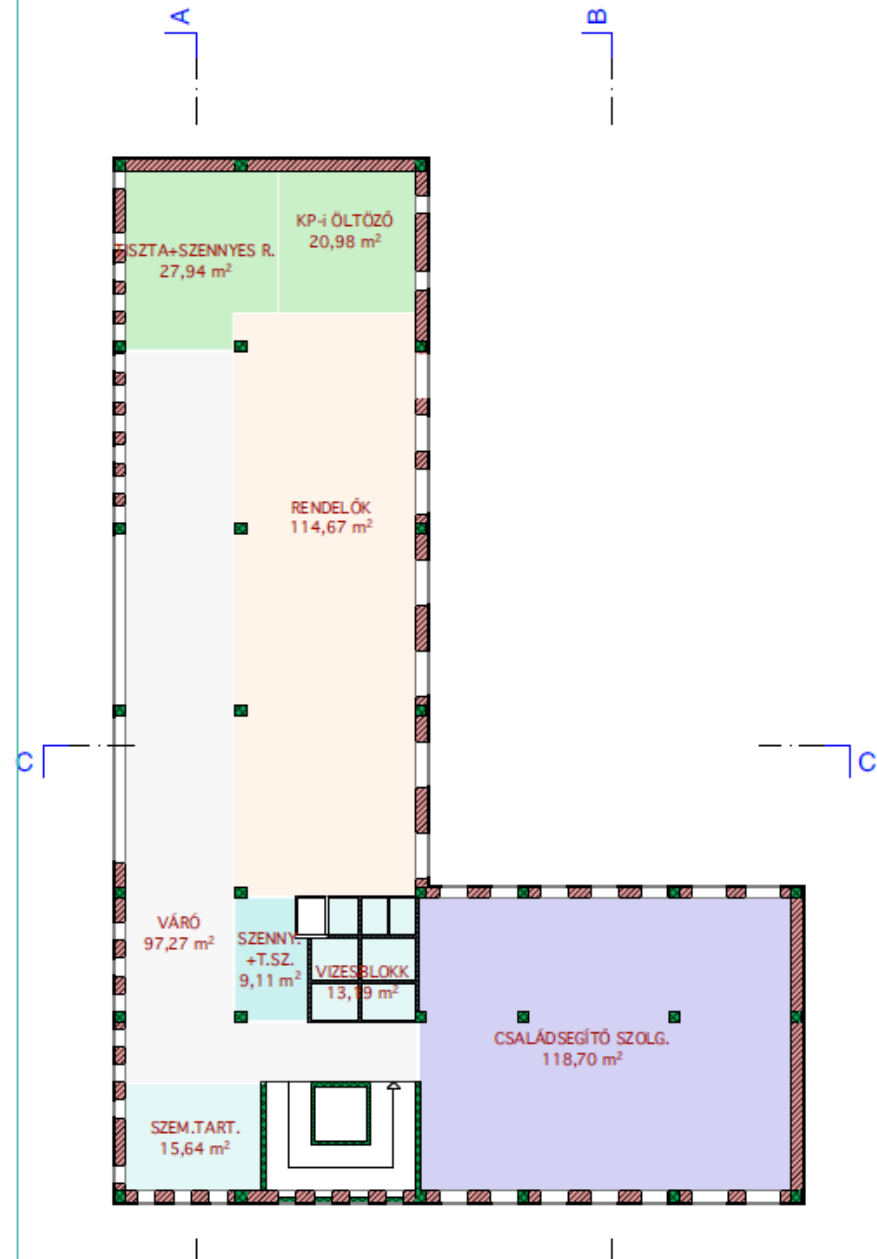 A
B
KP-i ÖLTÖZŐ
20,98 m²
TISZTA+SZENNYES R.
27,94 m²
RENDELŐK
114,67 m²
C
C
VÁRÓ
97,27 m²
SZENNY.
+T.SZ.
9,11 m²
VIZESBLOKK
13,19 m²
CSALÁDSEGÍTŐ SZOLG.
118,70 m²
SZEM.TART.
15,64 m²